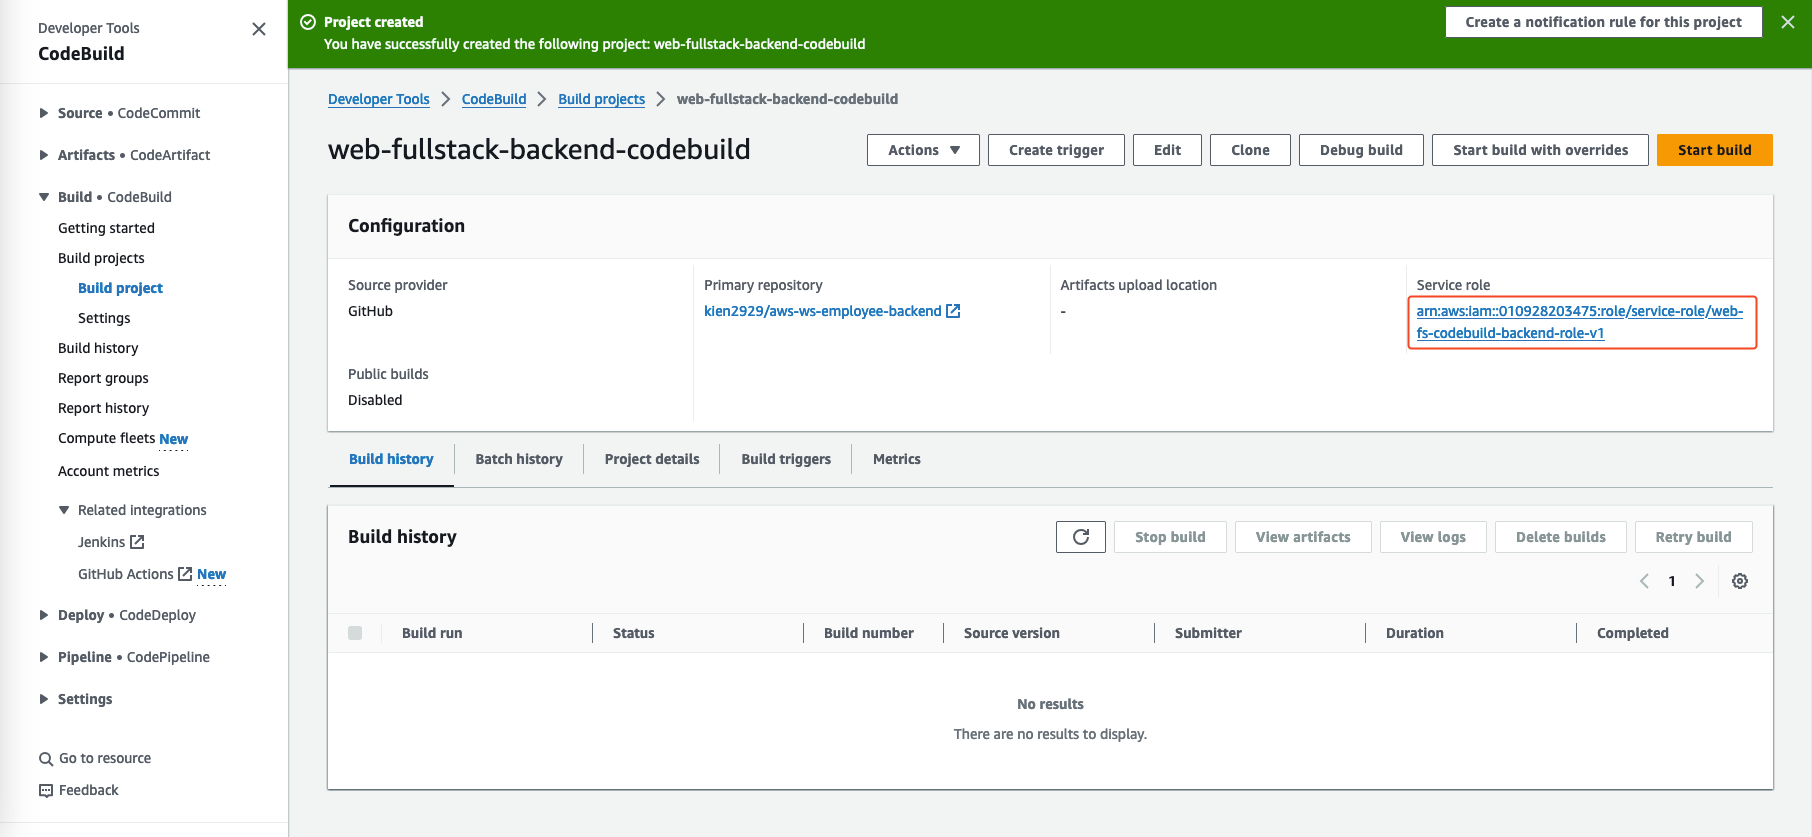 Developer Tools
CodeBuild
Source • CodeCommit
Artifacts • CodeArtifact
Build • CodeBuild
Getting started
Build projects
Build project
Settings
Build history
Report groups
Report history
Compute fleets New
Account metrics
Related integrations
Jenkins
GitHub Actions New
Deploy • CodeDeploy
Pipeline • CodePipeline
Settings
Go to resource
Feedback
Project created
You have successfully created the following project: web-fullstack-backend-codebuild
Create a notification rule for this project
Developer Tools CodeBuild Build projects web-fullstack-backend-codebuild
web-fullstack-backend-codebuild
Actions Create trigger Edit Clone Debug build Start build with overrides Start build
Configuration
Source provider
GitHub
Primary repository
kien2929/aws-ws-employee-backend
Artifacts upload location
-
Service role
arn:aws:iam::010928203475:role/service-role/web-
fs-codebuild-backend-role-v1
Public builds
Disabled
Build history Batch history Project details Build triggers Metrics
Build history
Stop build View artifacts View logs Delete builds Retry build
1
Build run Status Build number Source version Submitter Duration Completed
No results
There are no results to display.